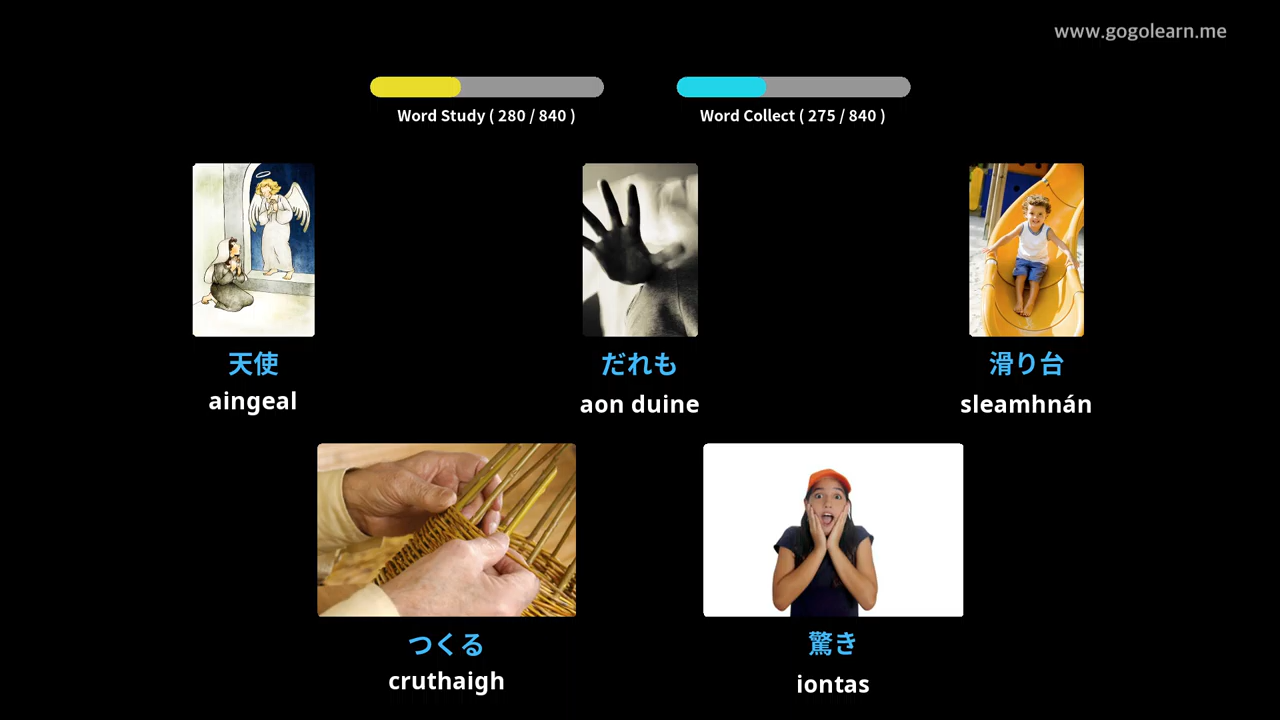 www.gogolearn.me
Word Study ( 280 / 840 )
Word Collect ( 275 / 840 )
天使
aingeal
だれも
aon duine
滑り台
sleamhnán
つくる
cruthaigh
驚き
iontas